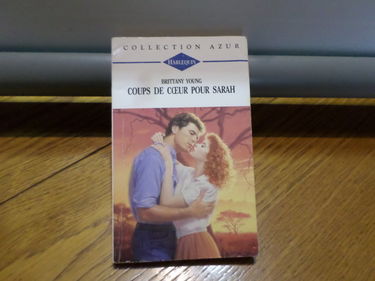 COLLECTION AZUR
HARLEQUIN
BRITTANY YOUNG
COUPS DE CŒUR POUR SARAH